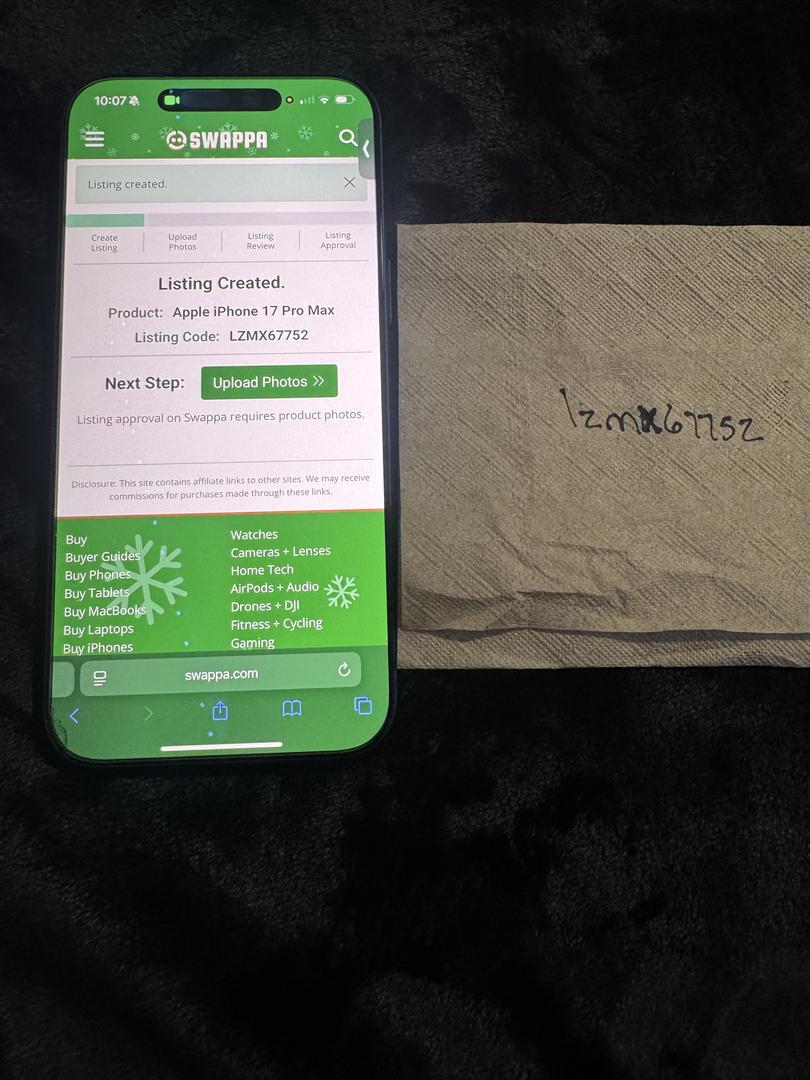 10:07
SWAPPA
Listing created.
Create
Listing
Upload
Photos
Listing
Review
Listing
Approval
Listing Created.
Product: Apple iPhone 17 Pro Max
Listing Code: LZMX67752
Next Step: Upload Photos
Listing approval on Swappa requires product photos.
Disclosure: This site contains affiliate links to other sites. We may receive
commissions for purchases made through these links.
Buy
Buyer Guides
Buy Phones
Buy Tablets
Buy MacBooks
Buy Laptops
Buy iPhones
Watches
Cameras + Lenses
Home Tech
AirPods + Audio
Drones + DJI
Fitness + Cycling
Gaming
swappa.com
lzmx67752